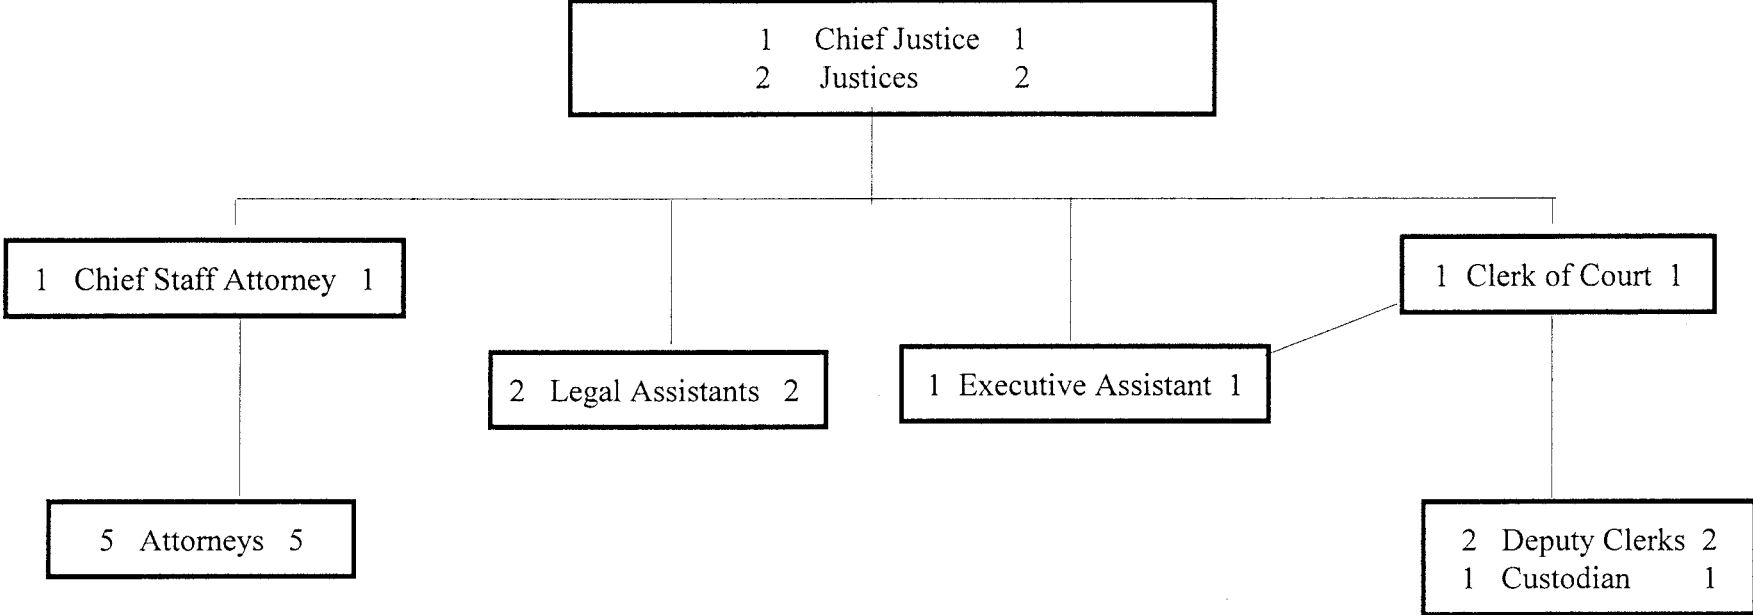 1 Chief Justice 1
2 Justices 2
1 Chief Staff Attorney 1
1 Clerk of Court 1
2 Legal Assistants 2
1 Executive Assistant 1
5 Attorneys 5
2 Deputy Clerks 2
1 Custodian 1